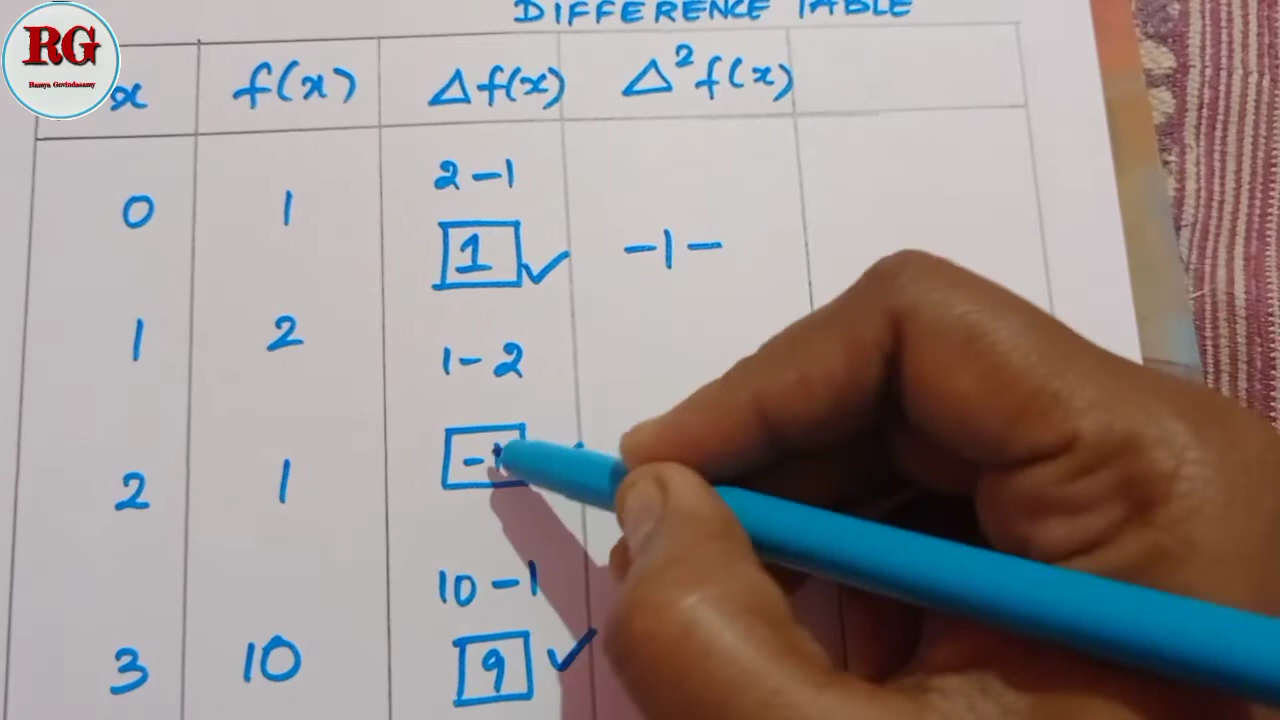 DIFFERENCE TABLE
RG
Ramya Govindasamy
x f(x) Δf(x) Δ²f(x)
2-1
0 1
1 -1-
1 2
1-2
-1
2 1
10-1
3 10 9